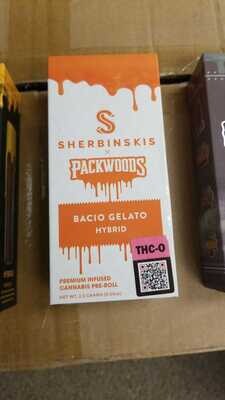 S
SHERBINSKIS
×
PACKWOODS
BACIO GELATO
HYBRID
THC-O
PREMIUM INFUSED
CANNABIS PRE-ROLL